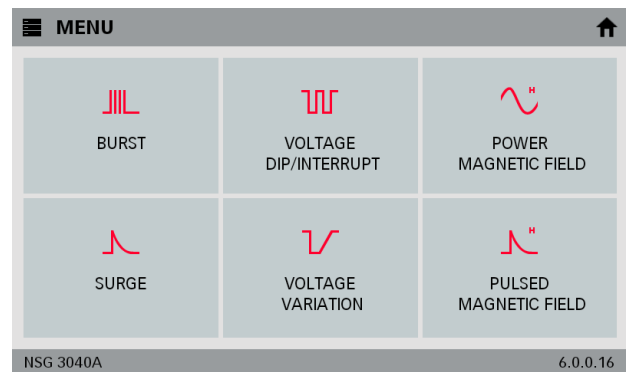 MENU
BURST
VOLTAGE
DIP/INTERRUPT
POWER
MAGNETIC FIELD
SURGE
VOLTAGE
VARIATION
PULSED
MAGNETIC FIELD
NSG 3040A
6.0.0.16